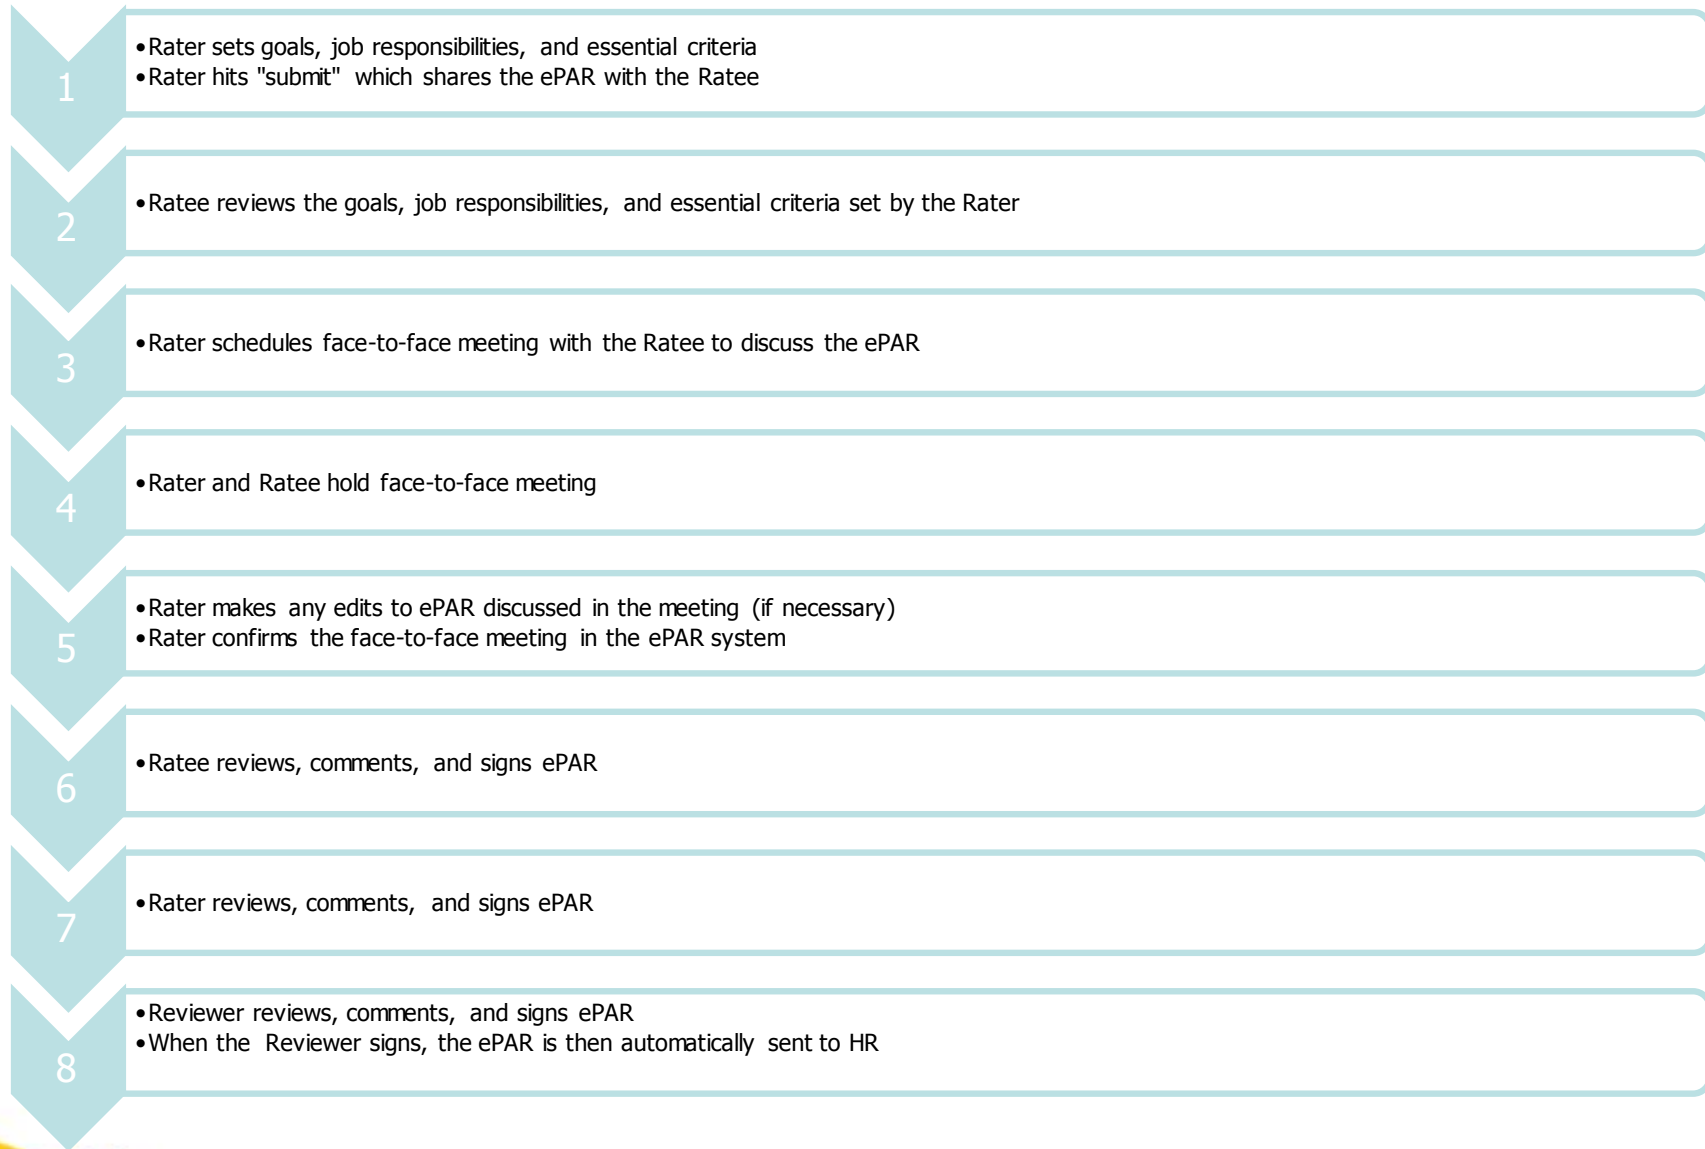 1
•Rater sets goals, job responsibilities, and essential criteria
•Rater hits "submit" which shares the ePAR with the Ratee
2
•Ratee reviews the goals, job responsibilities, and essential criteria set by the Rater
3
•Rater schedules face-to-face meeting with the Ratee to discuss the ePAR
4
•Rater and Ratee hold face-to-face meeting
5
•Rater makes any edits to ePAR discussed in the meeting (if necessary)
•Rater confirms the face-to-face meeting in the ePAR system
6
•Ratee reviews, comments, and signs ePAR
7
•Rater reviews, comments, and signs ePAR
8
•Reviewer reviews, comments, and signs ePAR
•When the Reviewer signs, the ePAR is then automatically sent to HR